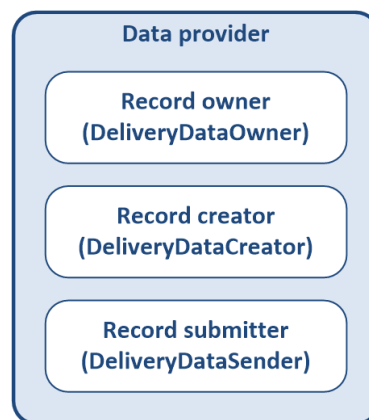 Data provider
Record owner
(DeliveryDataOwner)
Record creator
(DeliveryDataCreator)
Record submitter
(DeliveryDataSender)